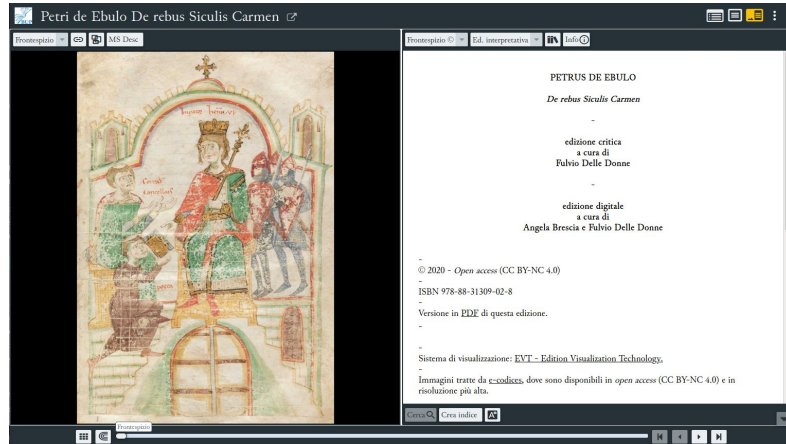 Petri de Ebulo De rebus Siculis Carmen
Frontespizio
MS Desc
Frontespizio ©
Ed. interpretativa
Info
PETRUS DE EBULO
De rebus Siculis Carmen
-
edizione critica
a cura di
Fulvio Delle Donne
-
edizione digitale
a cura di
Angela Brescia e Fulvio Delle Donne
-
© 2020 - Open access (CC BY-NC 4.0)
-
ISBN 978-88-31309-02-8
-
Versione in PDF di questa edizione.
-
-
Sistema di visualizzazione: EVT - Edition Visualization Technology.
-
Immagini tratte da e-codices, dove sono disponibili in open access (CC BY-NC 4.0) e in
risoluzione più alta.
Cerca
Crea indice
Frontespizio